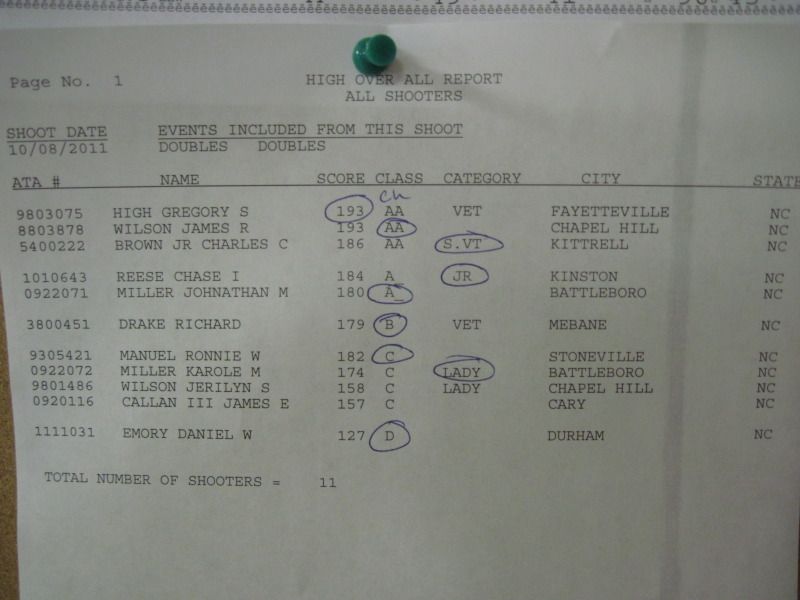 Page No. 1
HIGH OVER ALL REPORT
ALL SHOOTERS
SHOOT DATE EVENTS INCLUDED FROM THIS SHOOT
10/08/2011 DOUBLES DOUBLES
ATA # NAME SCORE CLASS CATEGORY CITY STATE
Ch
9803075 HIGH GREGORY S 193 AA VET FAYETTEVILLE NC
8803878 WILSON JAMES R 193 AA CHAPEL HILL NC
5400222 BROWN JR CHARLES C 186 AA S.VT KITTRELL NC
1010643 REESE CHASE I 184 A JR KINSTON NC
0922071 MILLER JOHNATHAN M 180 A BATTLEBORO NC
3800451 DRAKE RICHARD 179 B VET MEBANE NC
9305421 MANUEL RONNIE W 182 C STONEVILLE NC
0922072 MILLER KAROLE M 174 C LADY BATTLEBORO NC
9801486 WILSON JERILYN S 158 C LADY CHAPEL HILL NC
0920116 CALLAN III JAMES E 157 C CARY NC
1111031 EMORY DANIEL W 127 D DURHAM NC
TOTAL NUMBER OF SHOOTERS = 11